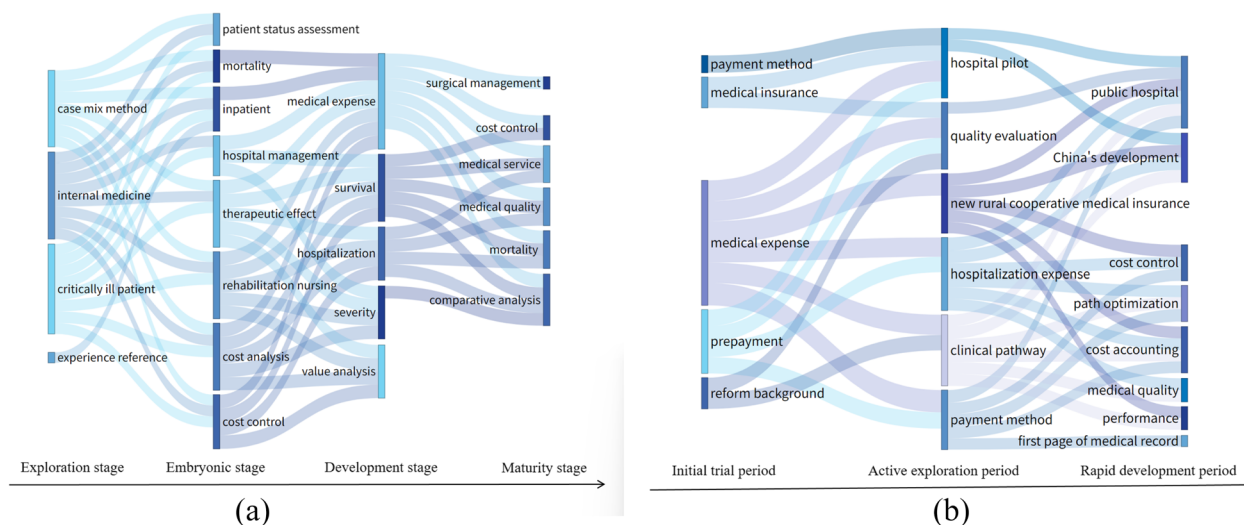 case mix method
internal medicine
critically ill patient
experience reference
patient status assessment
mortality
inpatient
hospital management
therapeutic effect
rehabilitation nursing
cost analysis
cost control
medical expense
survival
hospitalization
severity
value analysis
surgical management
cost control
medical service
medical quality
mortality
comparative analysis
Exploration stage
Embryonic stage
Development stage
Maturity stage
(a)
payment method
medical insurance
medical expense
prepayment
reform background
hospital pilot
quality evaluation
new rural cooperative medical insurance
hospitalization expense
clinical pathway
payment method
public hospital
China's development
cost control
path optimization
cost accounting
medical quality
performance
first page of medical record
Initial trial period
Active exploration period
Rapid development period
(b)